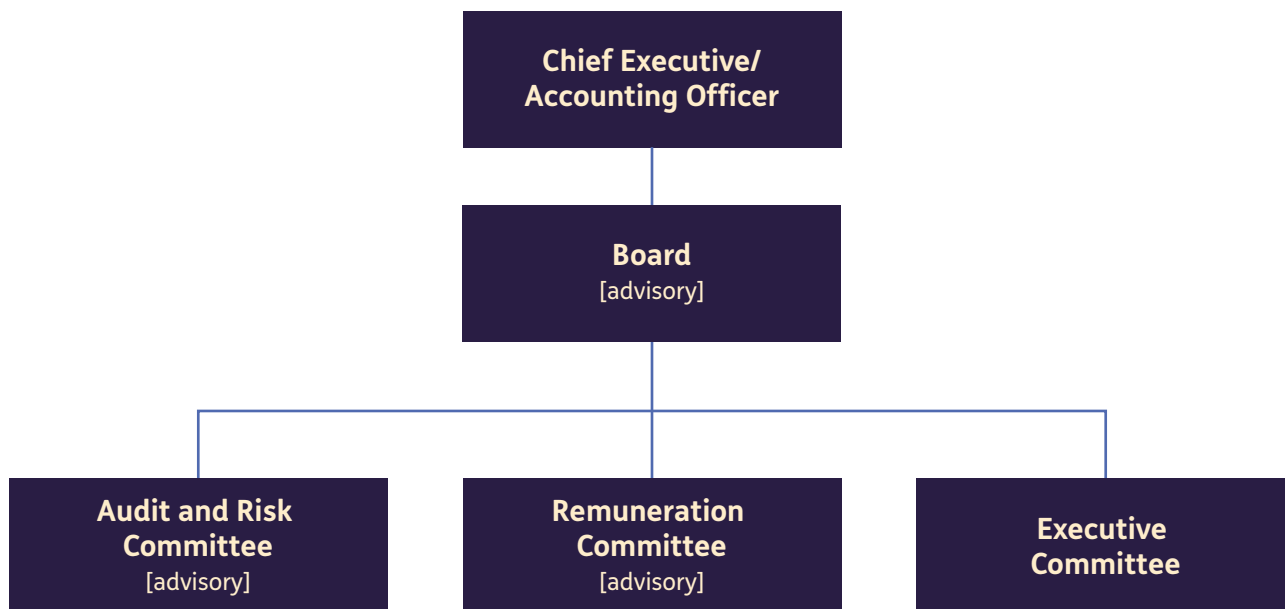 Chief Executive/
Accounting Officer
Board
[advisory]
Audit and Risk
Committee
[advisory]
Remuneration
Committee
[advisory]
Executive
Committee